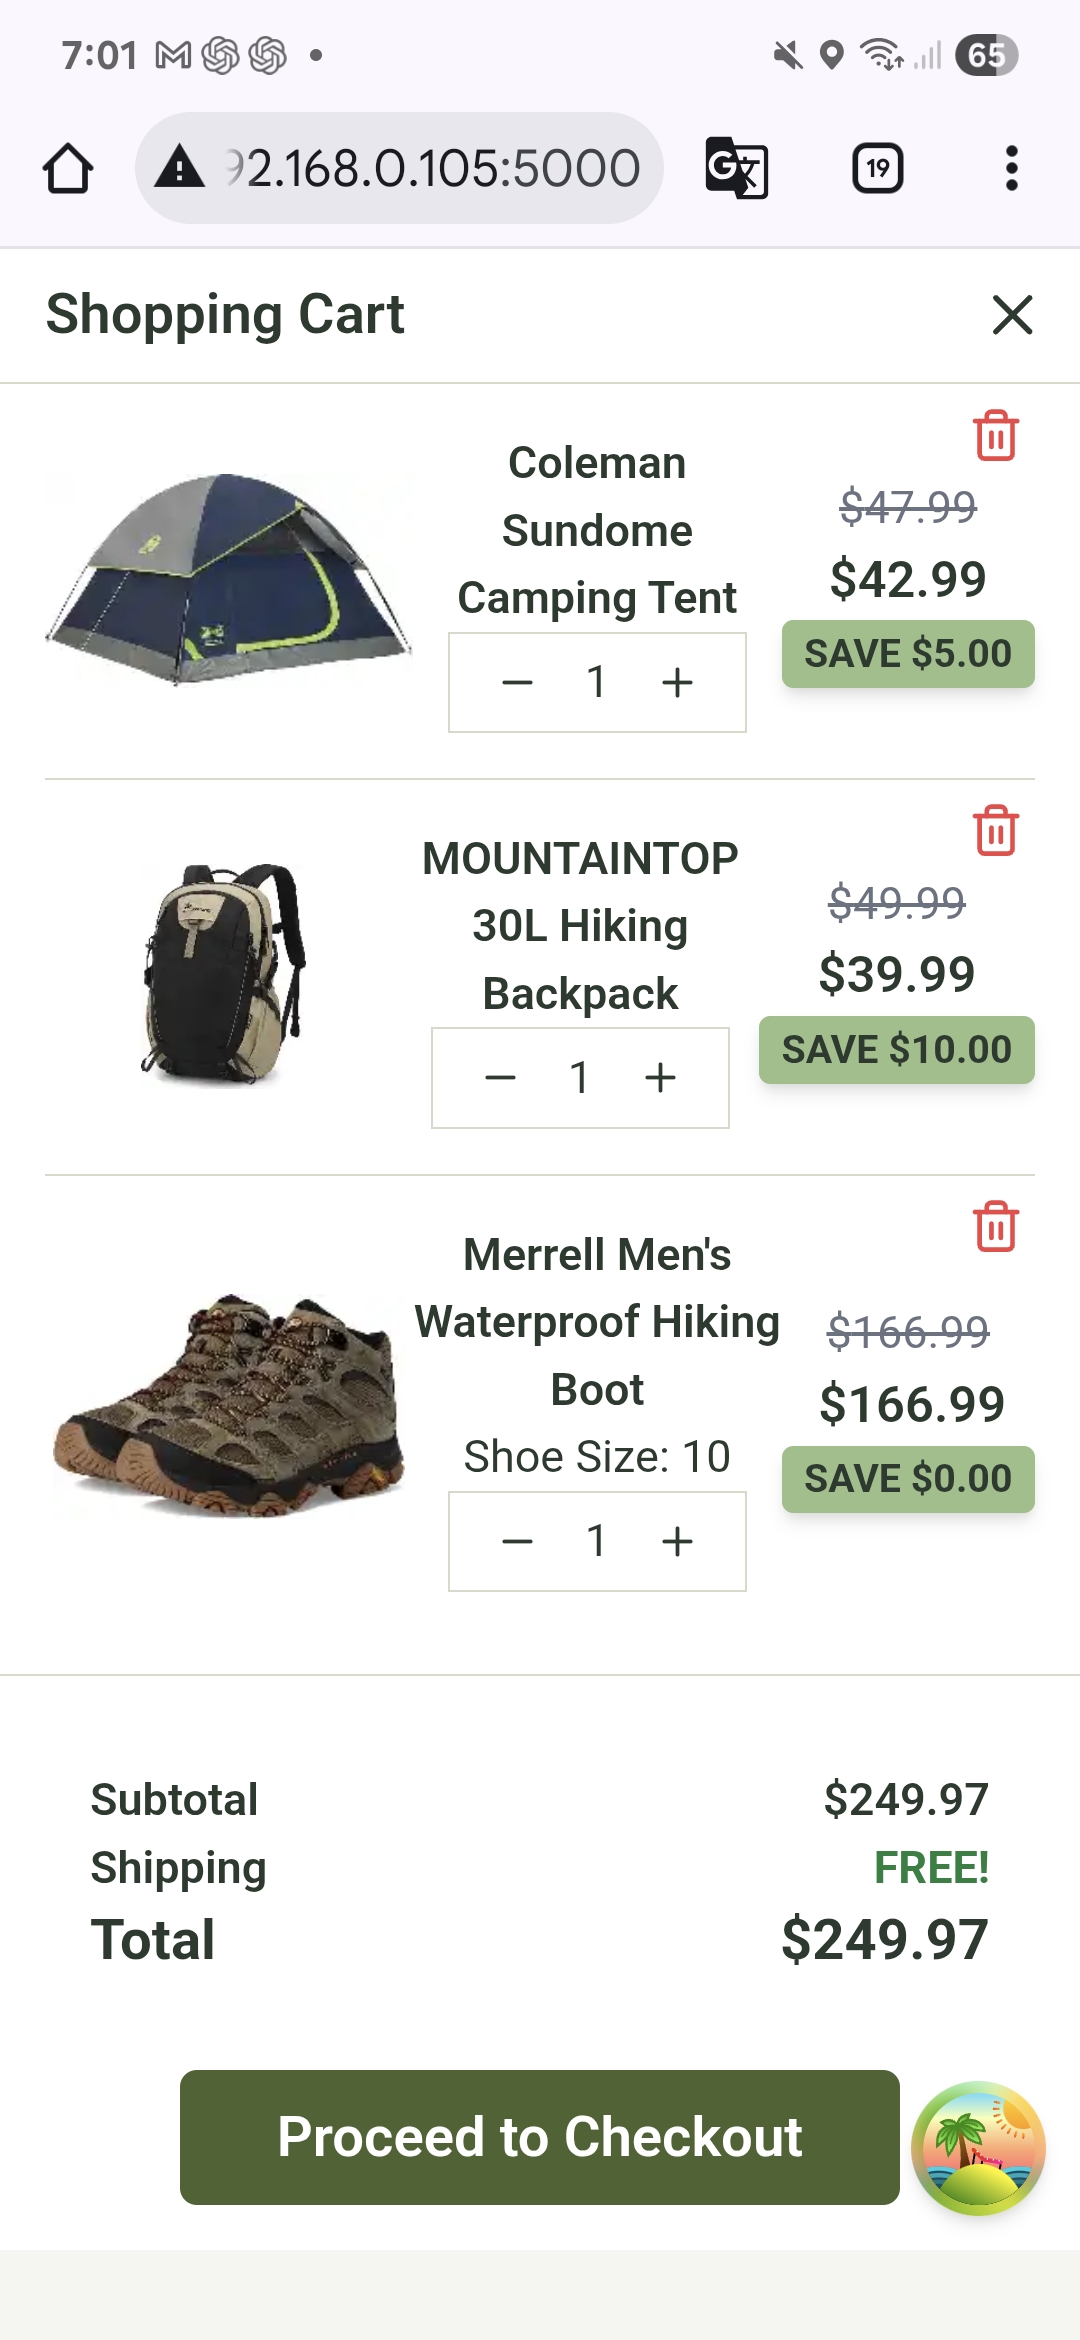 7:01
65
92.168.0.105:5000
19
Shopping Cart
Coleman
Sundome
Camping Tent
$47.99
$42.99
SAVE $5.00
− 1 +
MOUNTAINTOP
30L Hiking
Backpack
$49.99
$39.99
SAVE $10.00
− 1 +
Merrell Men's
Waterproof Hiking
Boot
Shoe Size: 10
$166.99
$166.99
SAVE $0.00
− 1 +
Subtotal $249.97
Shipping FREE!
Total $249.97
Proceed to Checkout